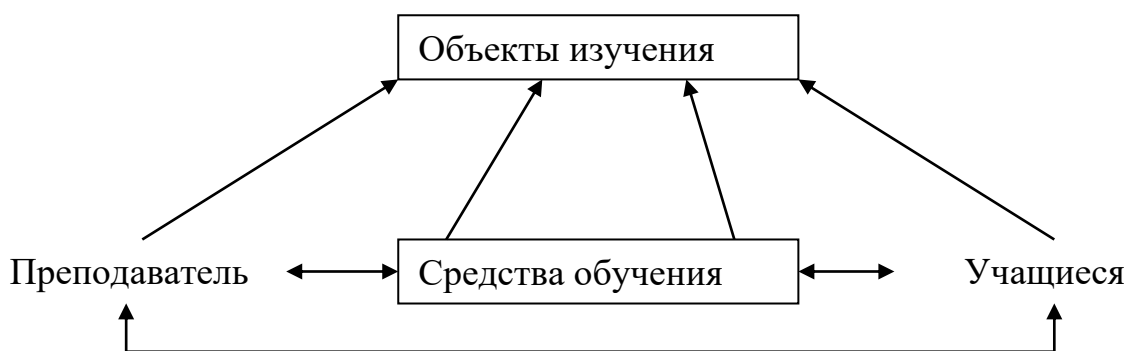 Объекты изучения
Преподаватель
Средства обучения
Учащиеся